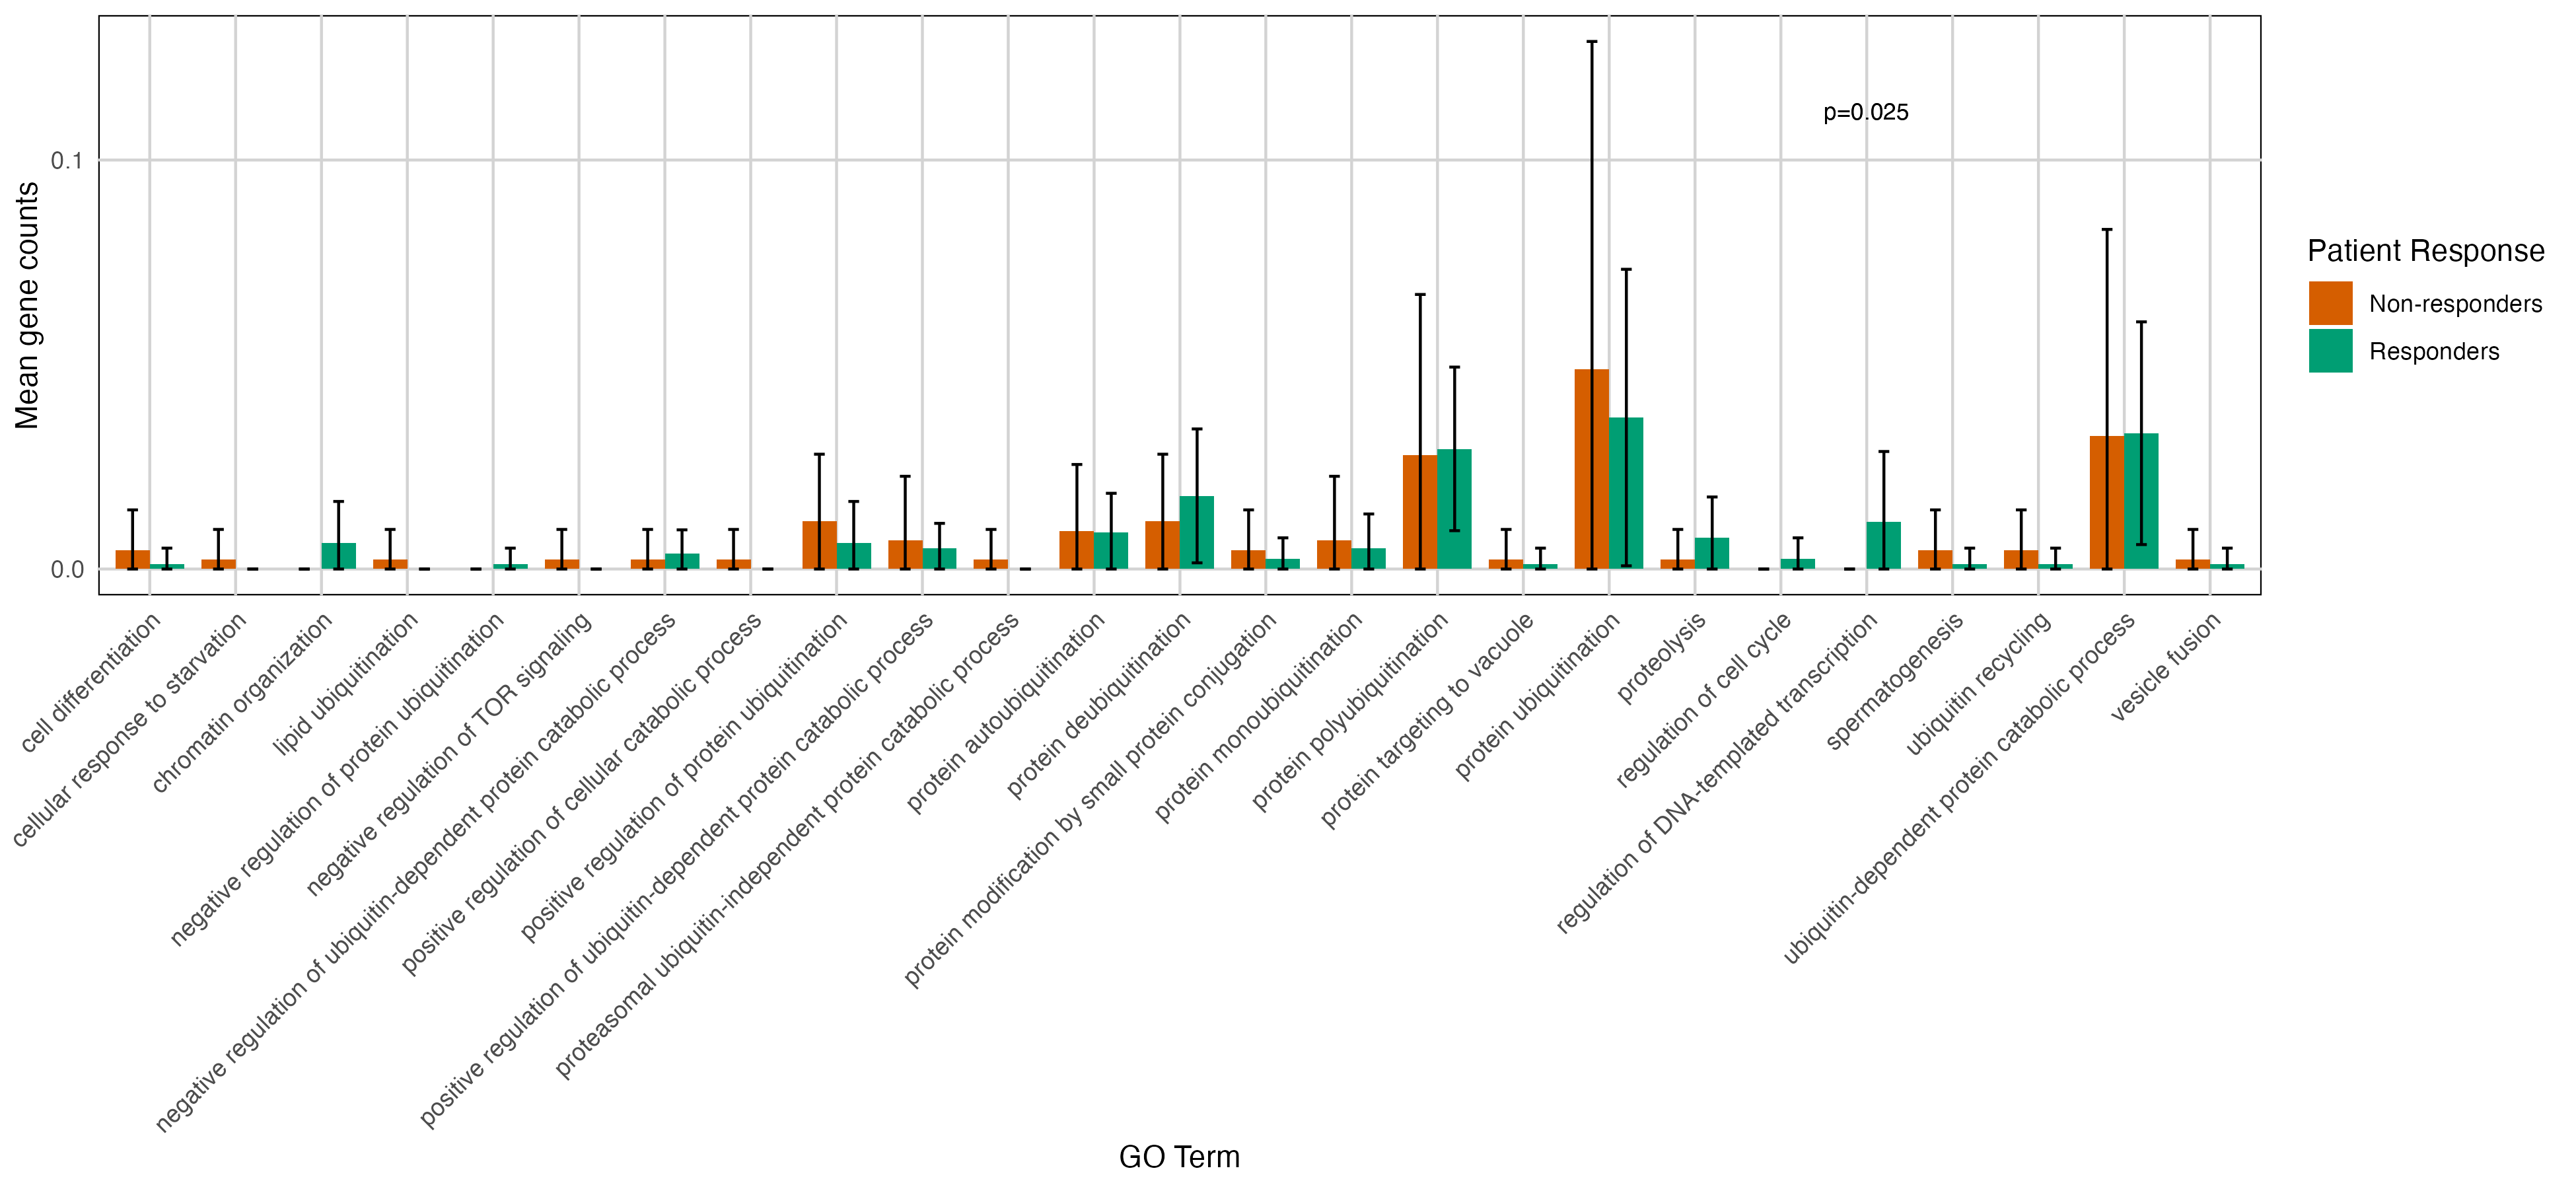 Mean gene counts
0.1
0.0
p=0.025
Patient Response
Non-responders
Responders
cell differentiation
cellular response to starvation
chromatin organization
lipid ubiquitination
negative regulation of protein ubiquitination
negative regulation of TOR signaling
negative regulation of ubiquitin-dependent protein catabolic process
positive regulation of cellular catabolic process
positive regulation of protein ubiquitination
positive regulation of ubiquitin-dependent protein catabolic process
proteasomal ubiquitin-independent protein catabolic process
protein autoubiquitination
protein deubiquitination
protein modification by small protein conjugation
protein monoubiquitination
protein polyubiquitination
protein targeting to vacuole
protein ubiquitination
proteolysis
regulation of cell cycle
regulation of DNA-templated transcription
spermatogenesis
ubiquitin recycling
ubiquitin-dependent protein catabolic process
vesicle fusion
GO Term